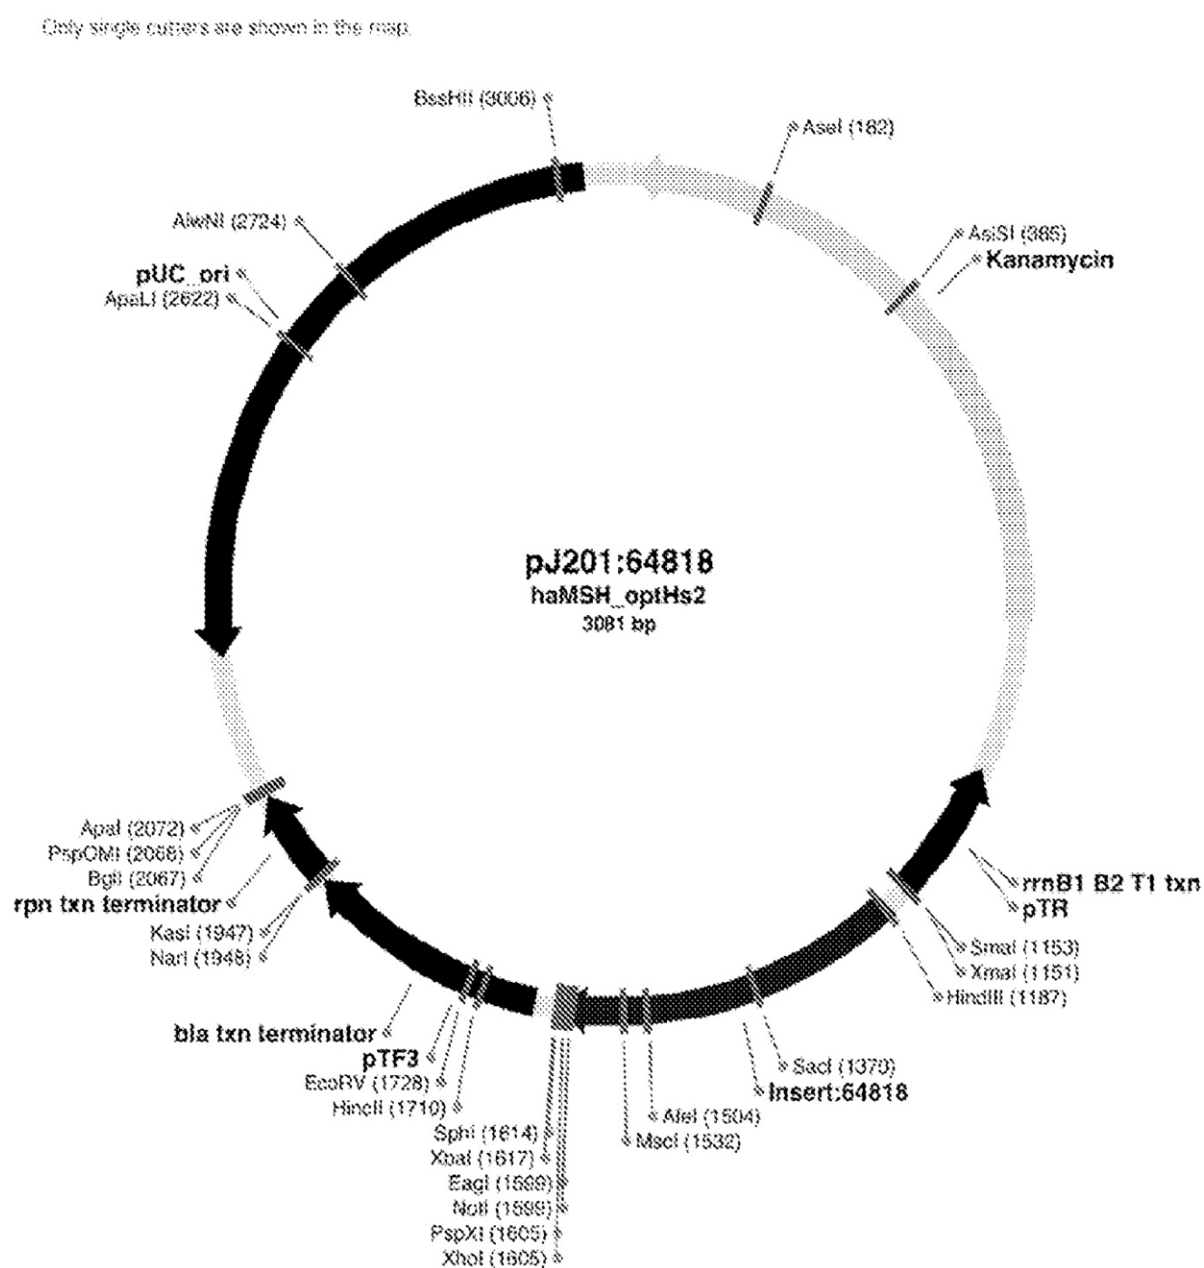 Only single cutters are shown in the map.
BssHII (3006)
AseI (182)
AlwNI (2724)
AsiSI (365)
pUC_ori
Kanamycin
ApaLI (2622)
pJ201:64818
haMSH_optHs2
3081 bp
ApaI (2072)
PspOMI (2068)
BglI (2067)
rpn txn terminator
KasI (1947)
NarI (1948)
rrnB1 B2 T1 txn
pTR
SmaI (1153)
XmaI (1151)
HindIII (1187)
bla txn terminator
pTF3
EcoRV (1728)
HincII (1710)
SacI (1370)
Insert:64818
AfeI (1504)
MscI (1532)
SphI (1614)
XbaI (1617)
EagI (1599)
NotI (1599)
PspXI (1605)
XhoI (1605)